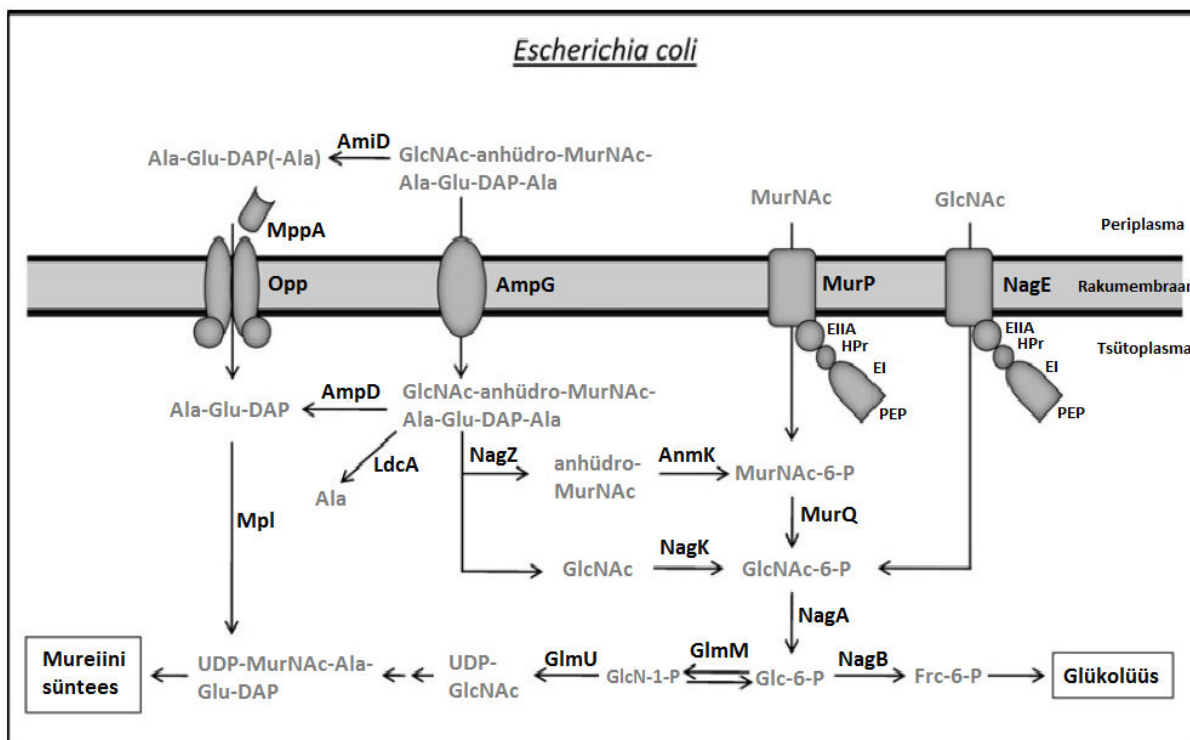 Escherichia coli
AmiD
Ala-Glu-DAP(-Ala)
GlcNAc-anhüdro-MurNAc-
Ala-Glu-DAP-Ala
MurNAc
GlcNAc
MppA
Periplasma
Opp
AmpG
MurP
NagE
Rakumembraan
EIIA
HPr
EI
PEP
EIIA
HPr
EI
PEP
Tsütoplasma
AmpD
Ala-Glu-DAP
GlcNAc-anhüdro-MurNAc-
Ala-Glu-DAP-Ala
LdcA
Ala
NagZ
anhüdro-
MurNAc
AnmK
MurNAc-6-P
Mpl
MurQ
GlcNAc
NagK
GlcNAc-6-P
NagA
Mureiini
süntees
UDP-MurNAc-Ala-
Glu-DAP
UDP-
GlcNAc
GlmU
GlcN-1-P
GlmM
Glc-6-P
NagB
Frc-6-P
Glükolüüs